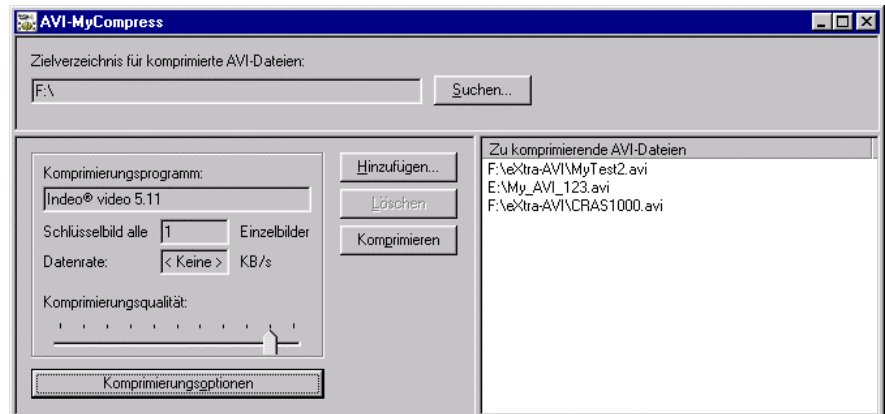 AVI-MyCompress
Zielverzeichnis für komprimierte AVI-Dateien:
F:\
Suchen...
Komprimierungsprogramm:
Indeo® video 5.11
Schlüsselbild alle 1 Einzelbilder
Datenrate: < Keine > KB/s
Komprimierungsqualität:
Komprimierungsoptionen
Hinzufügen...
Löschen
Komprimieren
Zu komprimierende AVI-Dateien
F:\eXtra-AVI\MyTest2.avi
E:\My_AVI_123.avi
F:\eXtra-AVI\CRAS1000.avi